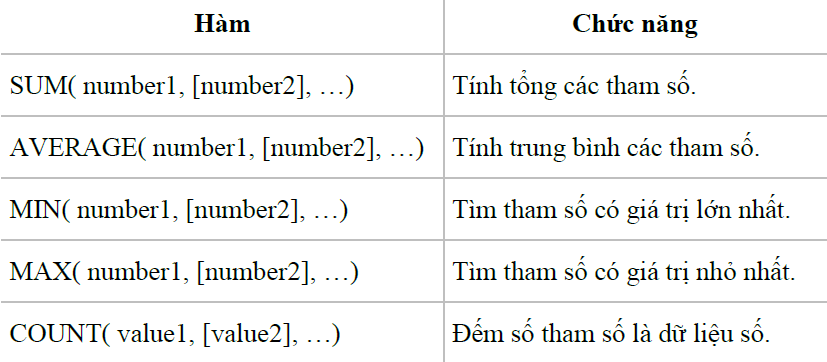 Hàm Chức năng
SUM( number1, [number2], …) Tính tổng các tham số.
AVERAGE( number1, [number2], …) Tính trung bình các tham số.
MIN( number1, [number2], …) Tìm tham số có giá trị lớn nhất.
MAX( number1, [number2], …) Tìm tham số có giá trị nhỏ nhất.
COUNT( value1, [value2], …) Đếm số tham số là dữ liệu số.